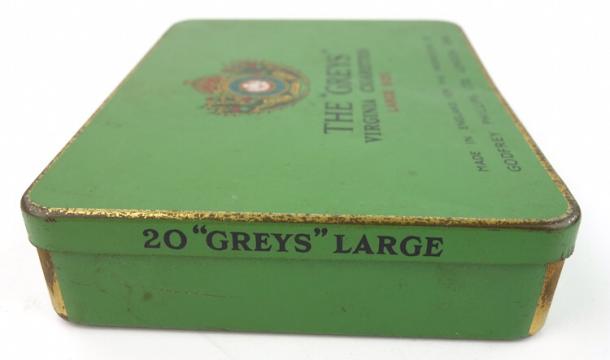 THE "GREYS"
VIRGINIA CIGARETTES
LARGE SIZE
MADE IN ENGLAND
GODFREY PHILLIPS
20 "GREYS" LARGE